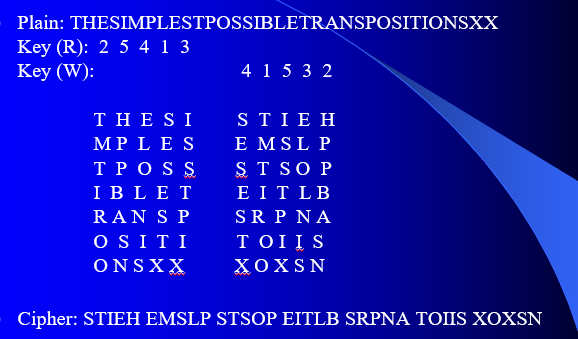 Plain: THESIMPLESTPOSSIBLETRANSPOSITIONSXX
Key (R): 2 5 4 1 3
Key (W): 4 1 5 3 2
T H E S I S T I E H
M P L E S E M S L P
T P O S S S T S O P
I B L E T E I T L B
R A N S P S R P N A
O S I T I T O I I S
O N S X X X O X S N
Cipher: STIEH EMSLP STSOP EITLB SRPNA TOIIS XOXSN